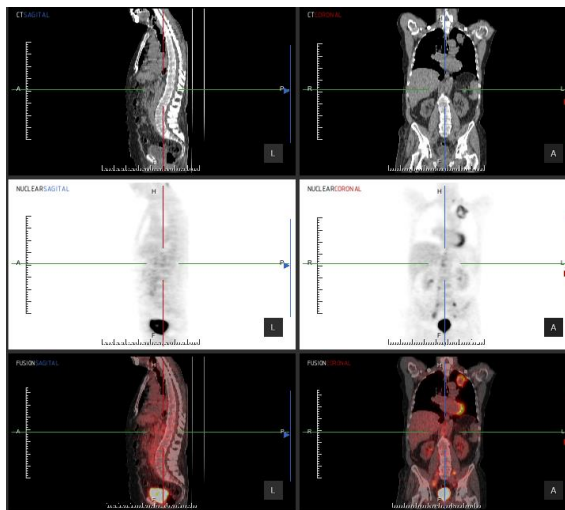 CT SAGITAL
CT CORONAL
A
P
R
L
L
A
NUCLEAR SAGITAL
H
NUCLEAR CORONAL
H
A
P
R
L
F
L
F
A
FUSION SAGITAL
FUSION CORONAL
A
P
R
L
F
L
F
A